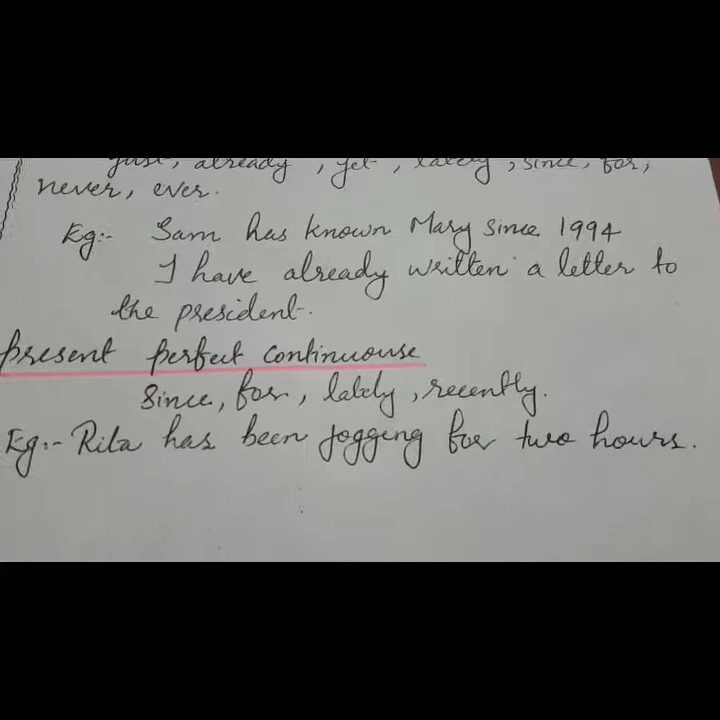 just, already, yet, lately, since, for,
never, ever.
Eg:- Sam has known Mary since 1994
I have already written a letter to
the president.
Present perfect continuouse
Since, for, lately, recently.
Eg:- Rita has been jogging for two hours.